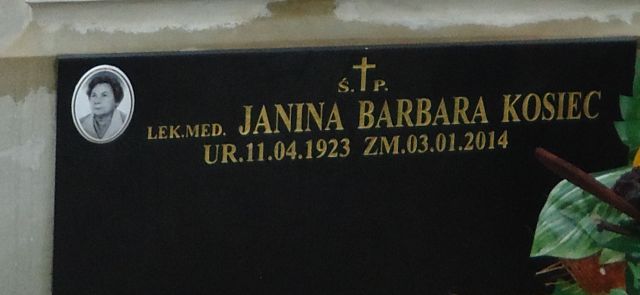 Ś. P.
LEK.MED. JANINA BARBARA KOSIEC
UR.11.04.1923 ZM.03.01.2014